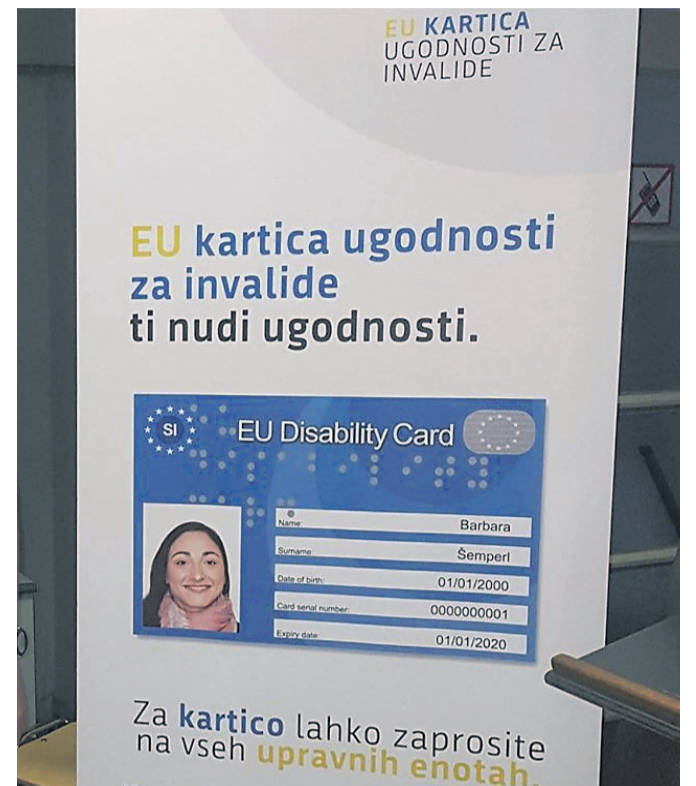 EU KARTICA
UGODNOSTI ZA
INVALIDE
EU kartica ugodnosti
za invalide
ti nudi ugodnosti.
SI
EU Disability Card
Name: Barbara
Surname: Šemperl
Date of birth: 01/01/2000
Card serial number: 0000000001
Expiry date: 01/01/2020
Za kartico lahko zaprosite
na vseh upravnih enotah.